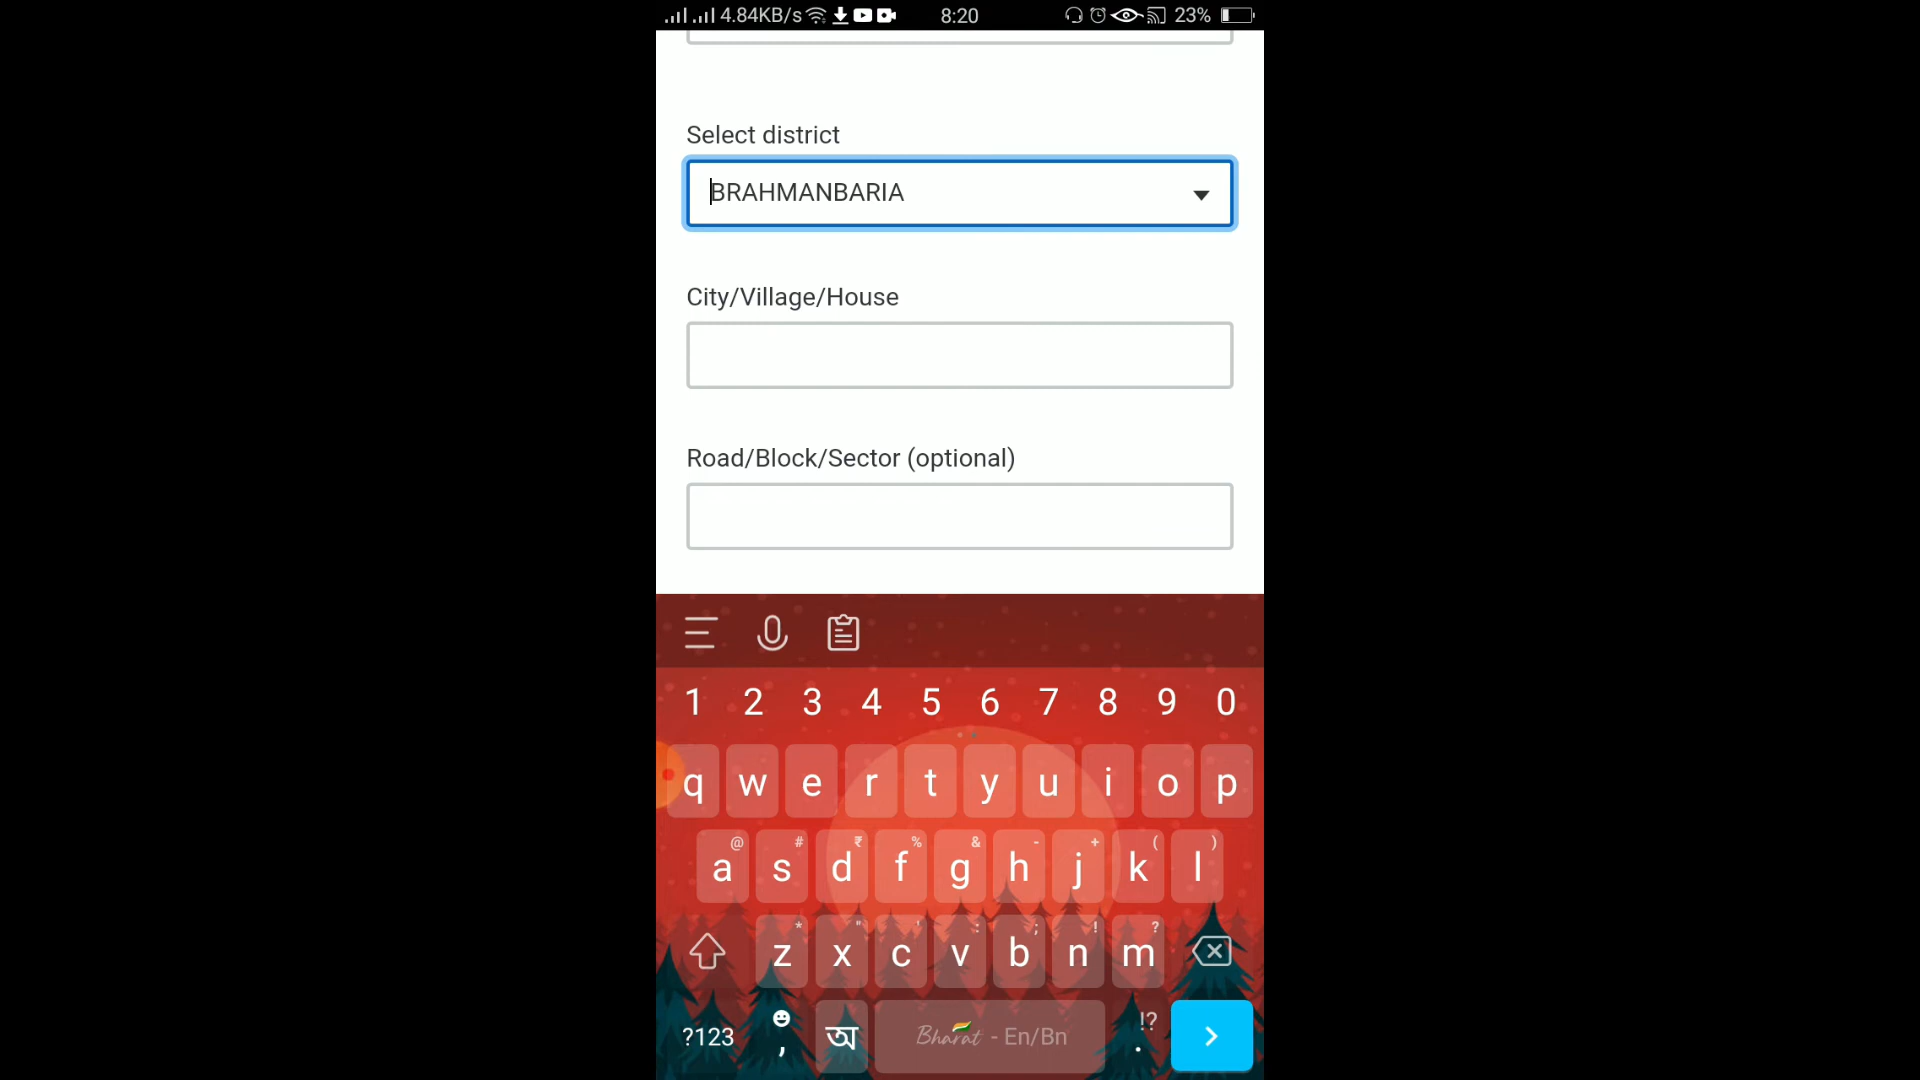 4.84KB/s 8:20 23%
Select district
BRAHMANBARIA
City/Village/House
Road/Block/Sector (optional)
1 2 3 4 5 6 7 8 9 0
q w e r t y u i o p
@ # ₹ % & - + ( )
a s d f g h j k l
* " ' : ; ! ?
z x c v b n m
?123 , অ Bharat - En/Bn !? .